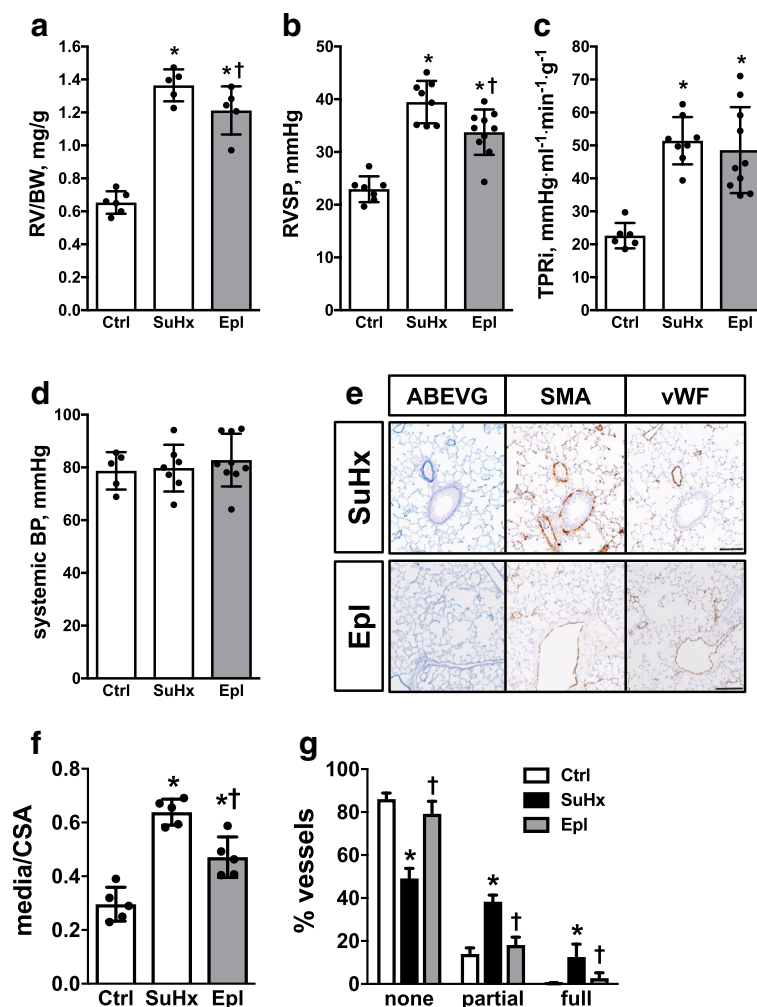 a
RV/BW, mg/g
1.6
1.4
1.2
1.0
0.8
0.6
0.4
0.2
0.0
*
*†
Ctrl SuHx Epl
b
RVSP, mmHg
50
40
30
20
10
0
*
*†
Ctrl SuHx Epl
c
TPRi, mmHg·ml⁻¹·min⁻¹·g⁻¹
80
70
60
50
40
30
20
10
0
*
*
Ctrl SuHx Epl
d
systemic BP, mmHg
100
80
60
40
20
0
Ctrl SuHx Epl
e
ABEVG SMA vWF
SuHx
Epl
f
media/CSA
0.8
0.6
0.4
0.2
0.0
*
*†
Ctrl SuHx Epl
g
% vessels
100
80
60
40
20
0
Ctrl
SuHx
Epl
*
†
*
†
*
†
none partial full